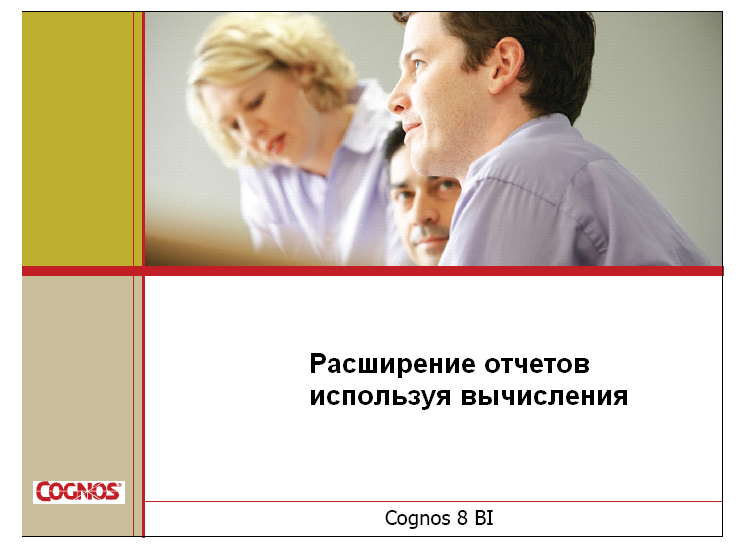 Расширение отчетов
используя вычисления
COGNOS®
Cognos 8 BI